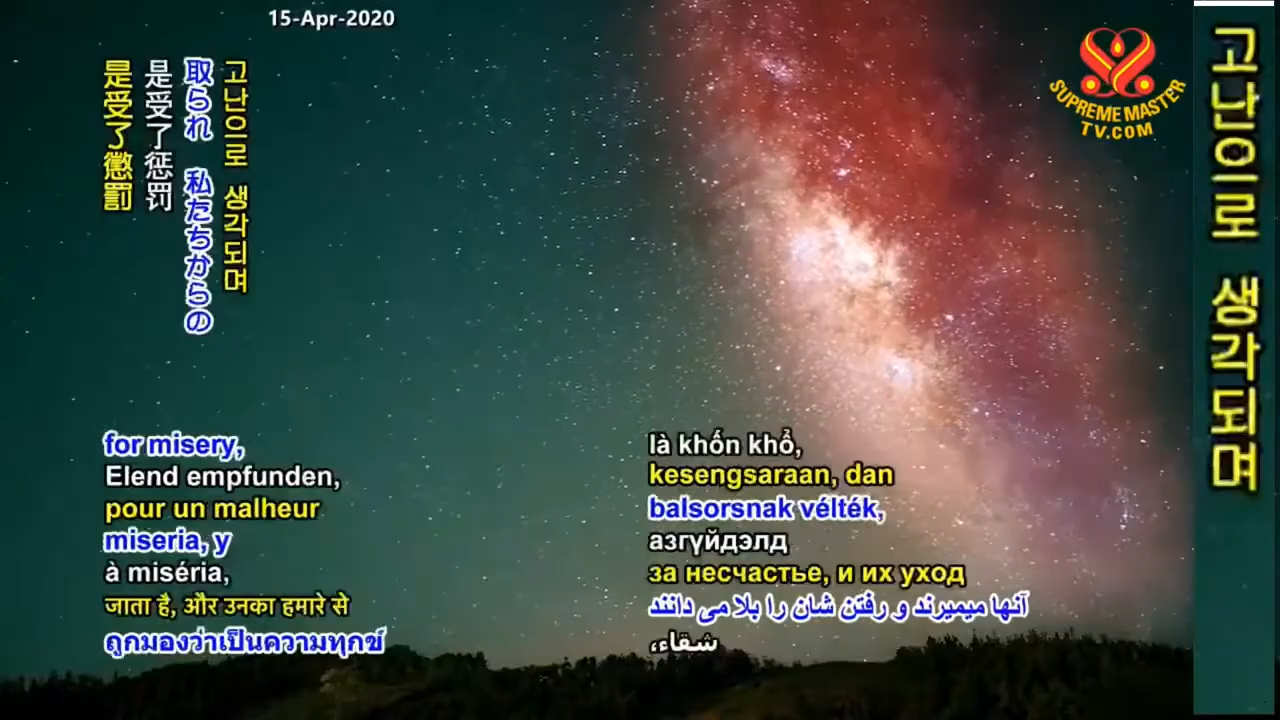 15-Apr-2020
SUPREME MASTER
TV.COM
고난으로 생각되며
取られ 私たちからの
是受了惩罚
是受了懲罰
고난으로 생각되며
for misery,
Elend empfunden,
pour un malheur
miseria, y
à miséria,
जाता है, और उनका हमारे से
ถูกมองว่าเป็นความทุกข์
là khốn khổ,
kesengsaraan, dan
balsorsnak vélték,
азгүйдэлд
за несчастье, и их уход
آنها میمیرند و رفتن شان را بلا می دانند
شقاء،